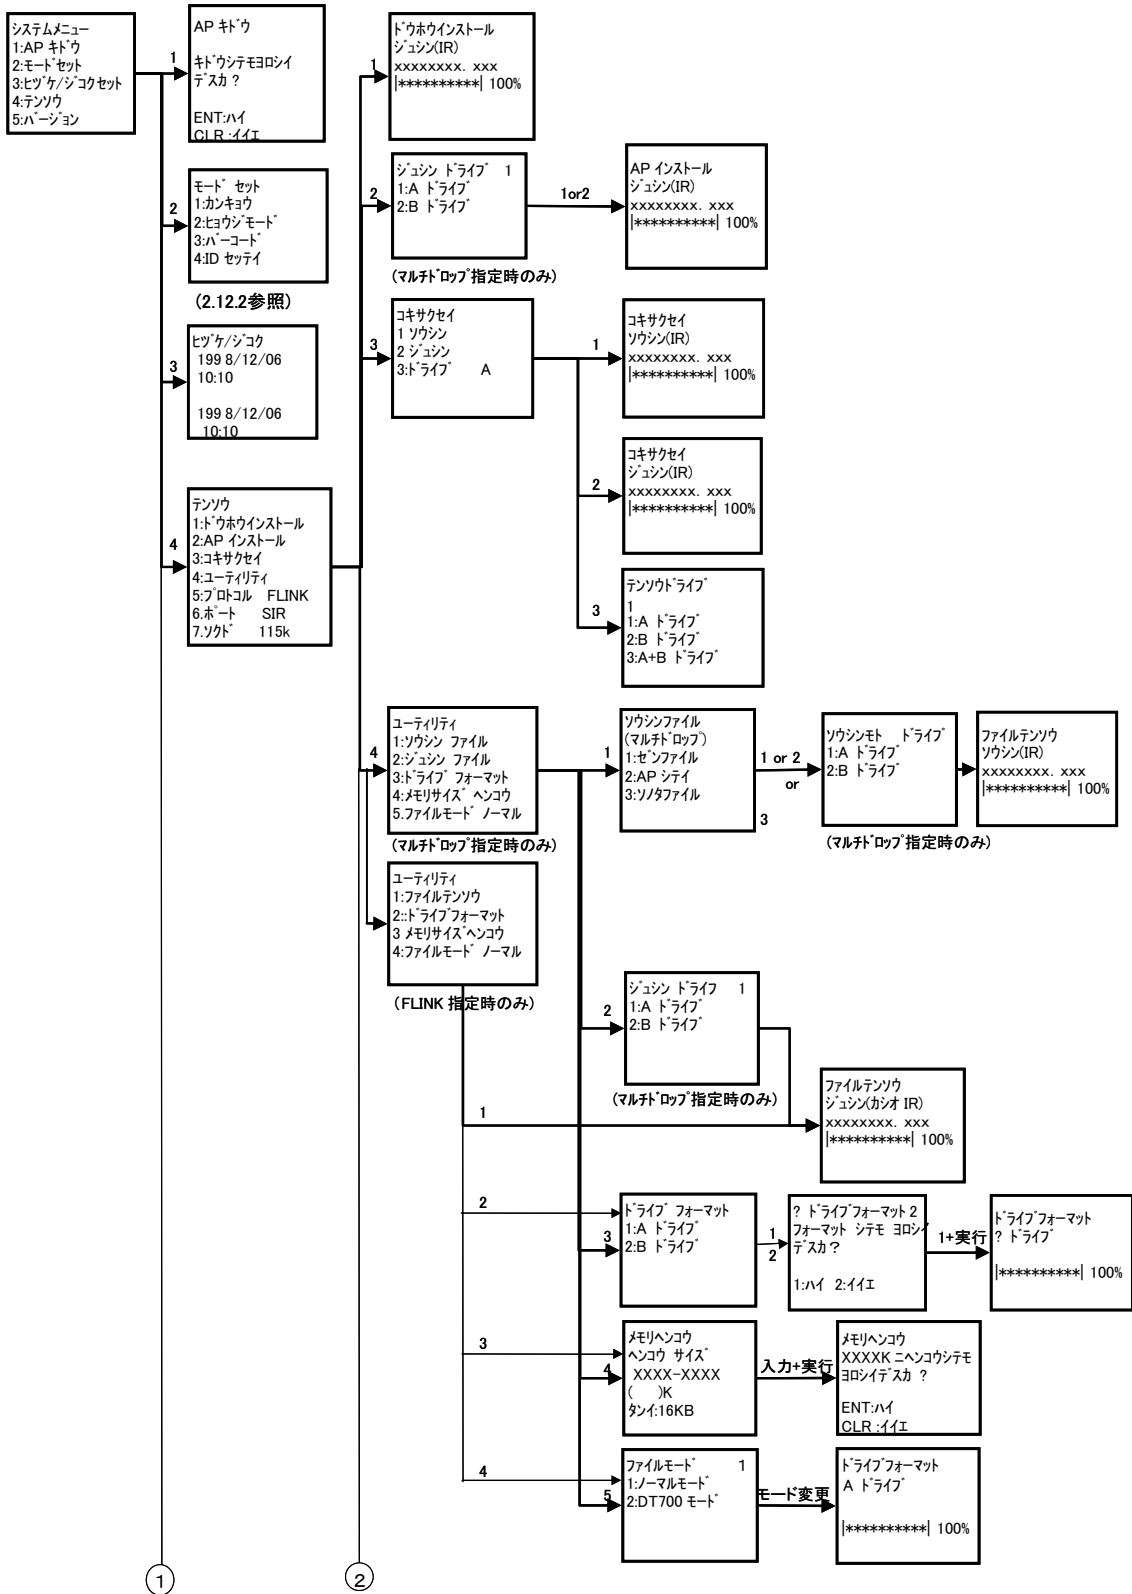 システムメニュー
1:AP ｷﾄﾞｳ
2:モードセット
3:ﾋﾂﾞｹ/ｼﾞｺｸセット
4:テンソウ
5:ﾊﾞｰｼﾞｮﾝ
1
AP ｷﾄﾞｳ
ｷﾄﾞｳシテモヨロシイ
デスカ ?
ENT:ハイ
CLR :イイエ
2
モード セット
1:カンキョウ
2:ﾋｮｳｼﾞモード
3:ﾊﾞｰコｰﾄﾞ
4:ID セッテイ
(2.12.2参照)
3
ﾋﾂﾞｹ/ｼﾞｺｸ
199 8/12/06
10:10
199 8/12/06
10:10
4
テンソウ
1:ﾄﾞｳホウインストール
2:AP インストール
3:コキサクセイ
4:ユーティリティ
5:ﾌﾟﾛﾄｺﾙ FLINK
6.ﾎﾟｰﾄ SIR
7.ｿｸﾄﾞ 115k
1
ﾄﾞｳホウインストール
ｼﾞｭｼﾝ(IR)
xxxxxxxx. xxx
|**********| 100%
2
ｼﾞｭｼﾝ ﾄﾞﾗｲﾌﾞ 1
1:A ﾄﾞﾗｲﾌﾞ
2:B ﾄﾞﾗｲﾌﾞ
(ﾏﾙﾁﾄﾞﾛｯﾌﾟ指定時のみ)
1or2
AP インストール
ｼﾞｭｼﾝ(IR)
xxxxxxxx. xxx
|**********| 100%
3
コキサクセイ
1 ソウシン
2 ｼﾞｭｼﾝ
3:ﾄﾞﾗｲﾌﾞ A
1
コキサクセイ
ソウシン(IR)
xxxxxxxx. xxx
|**********| 100%
2
コキサクセイ
ｼﾞｭｼﾝ(IR)
xxxxxxxx. xxx
|**********| 100%
3
テンソウﾄﾞﾗｲﾌﾞ
1
1:A ﾄﾞﾗｲﾌﾞ
2:B ﾄﾞﾗｲﾌﾞ
3:A+B ﾄﾞﾗｲﾌﾞ
4
ユーティリティ
1:ソウシン ファイル
2:ｼﾞｭｼﾝ ファイル
3:ﾄﾞﾗｲﾌﾞ フォーマット
4:ﾒﾓﾘｻｲｽﾞ ヘンコウ
5.ﾌｧｲﾙﾓｰﾄﾞ ノーマル
(ﾏﾙﾁﾄﾞﾛｯﾌﾟ指定時のみ)
1
ソウシンファイル
(ﾏﾙﾁﾄﾞﾛｯﾌﾟ)
1:ｾﾞﾝファイル
2:AP シテイ
3:ソノタファイル
1 or 2
or
3
ソウシンモト ﾄﾞﾗｲﾌﾞ
1:A ﾄﾞﾗｲﾌﾞ
2:B ﾄﾞﾗｲﾌﾞ
(ﾏﾙﾁﾄﾞﾛｯﾌﾟ指定時のみ)
ファイルテンソウ
ソウシン(IR)
xxxxxxxx. xxx
|**********| 100%
ユーティリティ
1:ファイルテンソウ
2::ﾄﾞﾗｲﾌﾞフォーマット
3 ﾒﾓﾘｻｲｽﾞヘンコウ
4:ﾌｧｲﾙﾓｰﾄﾞ ノーマル
(FLINK 指定時のみ)
2
ｼﾞｭｼﾝ ﾄﾞﾗｲフ 1
1:A ﾄﾞﾗｲﾌﾞ
2:B ﾄﾞﾗｲﾌﾞ
(ﾏﾙﾁﾄﾞﾛｯﾌﾟ指定時のみ)
1
ファイルテンソウ
ｼﾞｭｼﾝ(カシオ IR)
xxxxxxxx. xxx
|**********| 100%
2
3
ﾄﾞﾗｲﾌﾞ フォーマット
1:A ﾄﾞﾗｲﾌﾞ
2:B ﾄﾞﾗｲﾌﾞ
1
2
? ﾄﾞﾗｲﾌﾞフォーマット 2
フォーマット シテモ ヨロシイ
デスカ?
1:ハイ 2:イイエ
1+実行
ﾄﾞﾗｲﾌﾞフォーマット
? ﾄﾞﾗｲﾌﾞ
|**********| 100%
3
4
メモリヘンコウ
ヘンコウ ｻｲｽﾞ
XXXX-XXXX
( )K
タンイ:16KB
入力+実行
メモリヘンコウ
XXXXK ニヘンコウシテモ
ヨロシイデスカ ?
ENT:ハイ
CLR :イイエ
4
5
ﾌｧｲﾙﾓｰﾄﾞ 1
1:ノーマルモード
2:DT700 モード
モード変更
ﾄﾞﾗｲﾌﾞフォーマット
A ﾄﾞﾗｲﾌﾞ
|**********| 100%
1
2